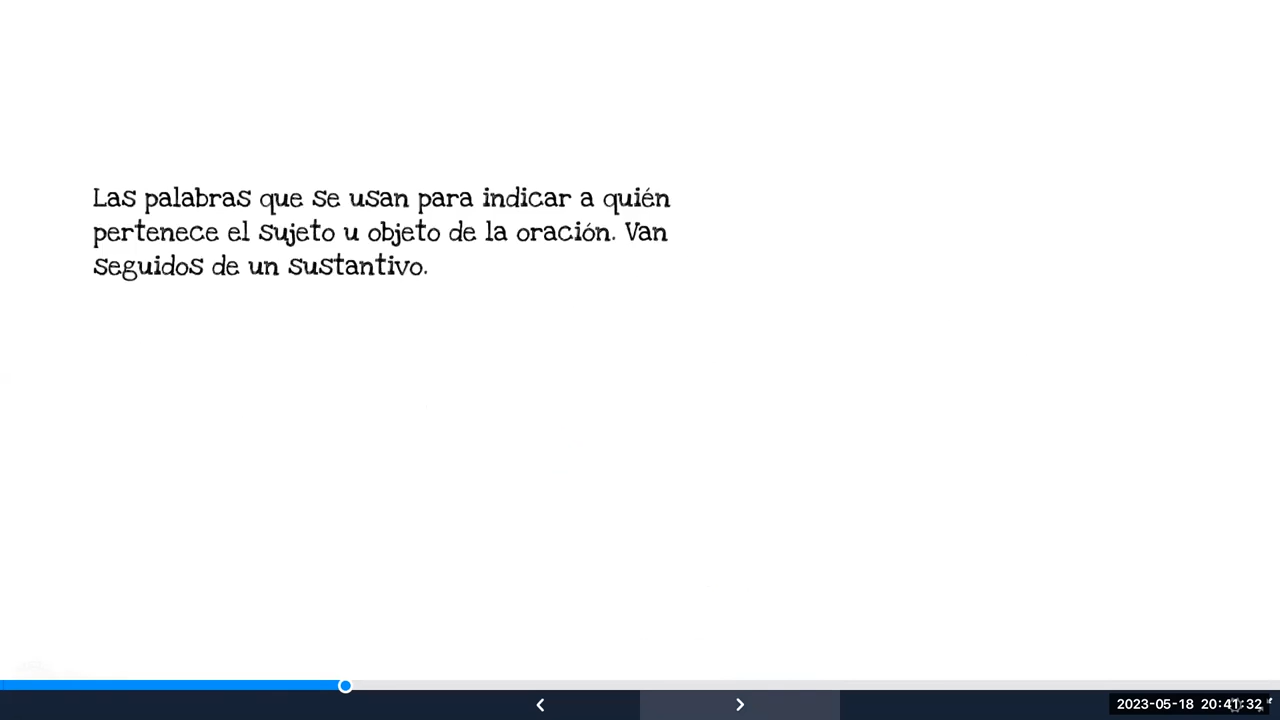 Las palabras que se usan para indicar a quién
pertenece el sujeto u objeto de la oración. Van
seguidos de un sustantivo.
2023-05-18 20:41:32